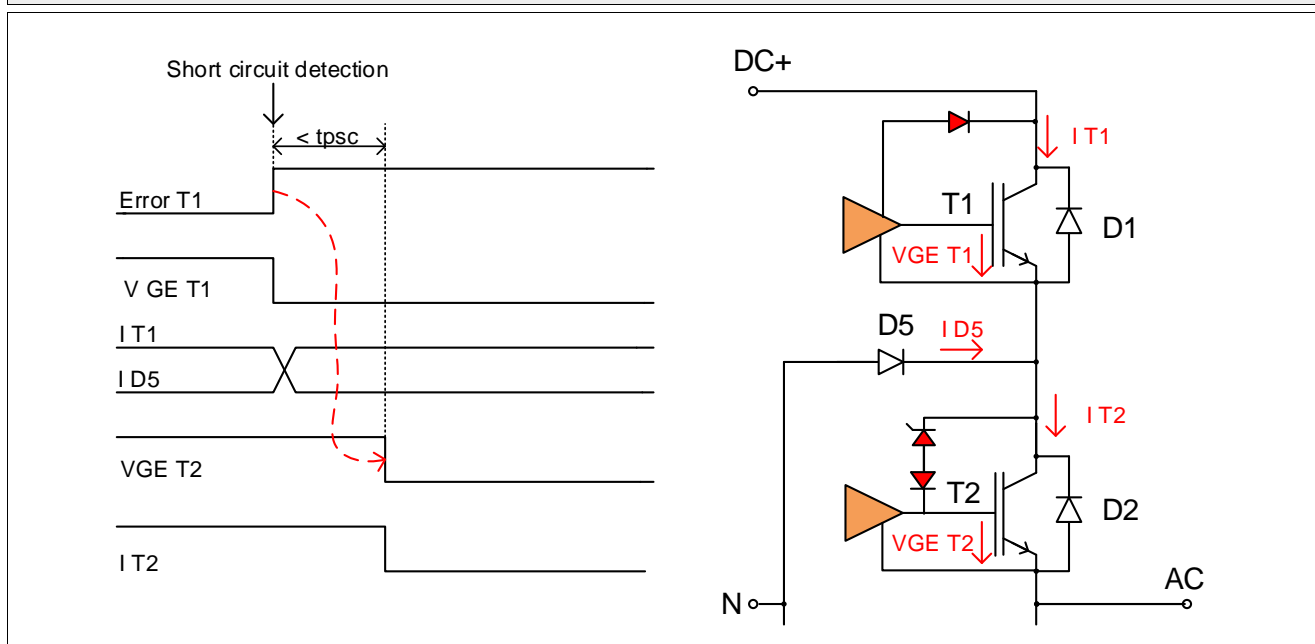 Short circuit detection
< tpsc
Error T1
V GE T1
I T1
I D5
VGE T2
I T2
DC+
I T1
T1
D1
VGE T1
D5
I D5
I T2
T2
D2
VGE T2
AC
N